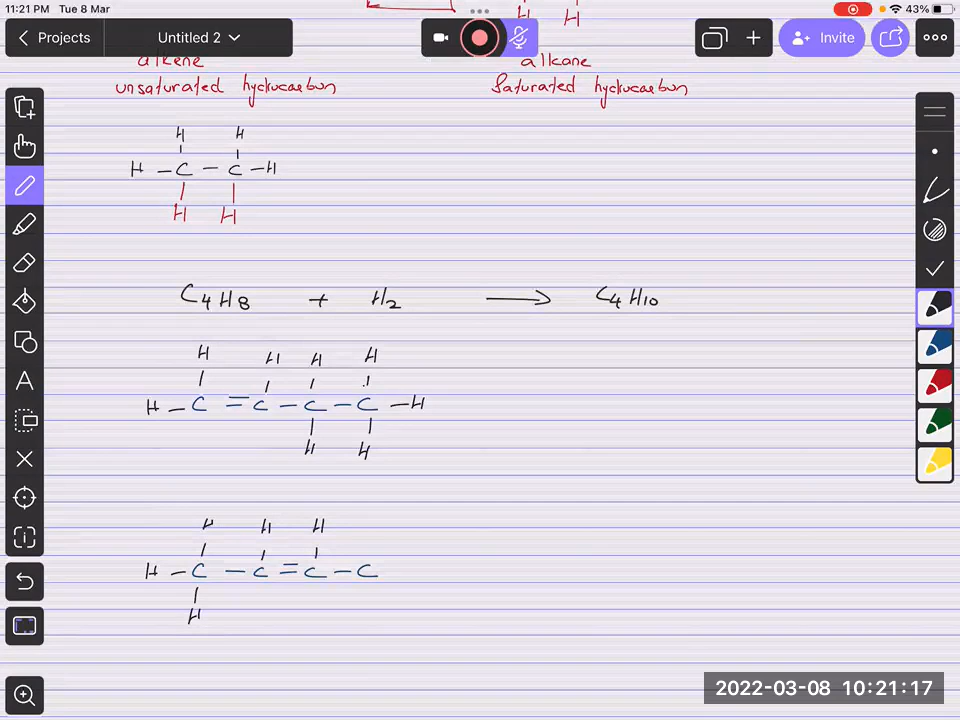 11:21 PM Tue 8 Mar
43%
Projects
Untitled 2
Invite
H H
alkene alkane
unsaturated hydrocarbon saturated hydrocarbon
H H
H - C - C - H
H H
C4H8 + H2 → C4H10
H H H H
H - C = C - C - C - H
H H
H H H
H - C - C = C - C
H
A
2022-03-08 10:21:17